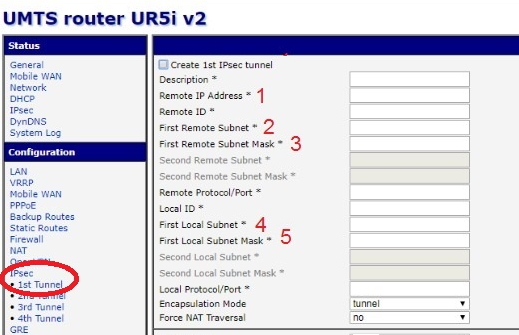 UMTS router UR5i v2
Status
General
Mobile WAN
Network
DHCP
IPsec
DynDNS
System Log
Configuration
LAN
VRRP
Mobile WAN
PPPoE
Backup Routes
Static Routes
Firewall
NAT
IPsec
• 1st Tunnel
• 2nd Tunnel
• 3rd Tunnel
• 4th Tunnel
GRE
Create 1st IPsec tunnel
Description *
Remote IP Address * 1
Remote ID *
First Remote Subnet * 2
First Remote Subnet Mask * 3
Second Remote Subnet *
Second Remote Subnet Mask *
Remote Protocol/Port *
Local ID *
First Local Subnet * 4
First Local Subnet Mask * 5
Second Local Subnet *
Second Local Subnet Mask *
Local Protocol/Port *
Encapsulation Mode tunnel
Force NAT Traversal no